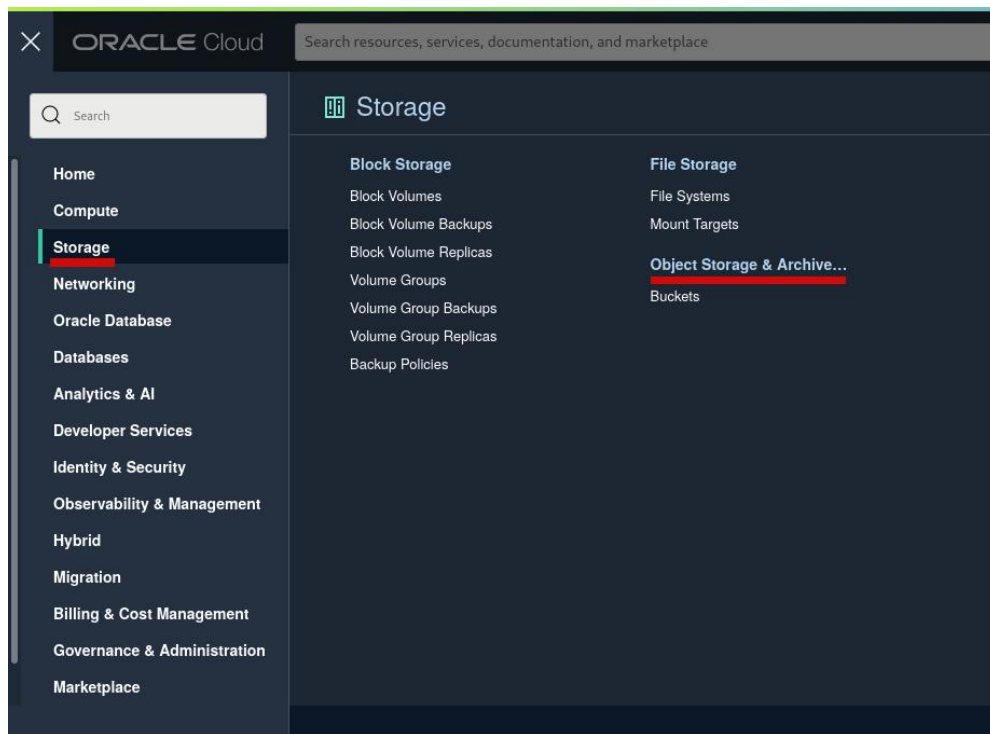 ORACLE Cloud
Search resources, services, documentation, and marketplace
Search
Home
Compute
Storage
Networking
Oracle Database
Databases
Analytics & AI
Developer Services
Identity & Security
Observability & Management
Hybrid
Migration
Billing & Cost Management
Governance & Administration
Marketplace
Storage
Block Storage
Block Volumes
Block Volume Backups
Block Volume Replicas
Volume Groups
Volume Group Backups
Volume Group Replicas
Backup Policies
File Storage
File Systems
Mount Targets
Object Storage & Archive...
Buckets